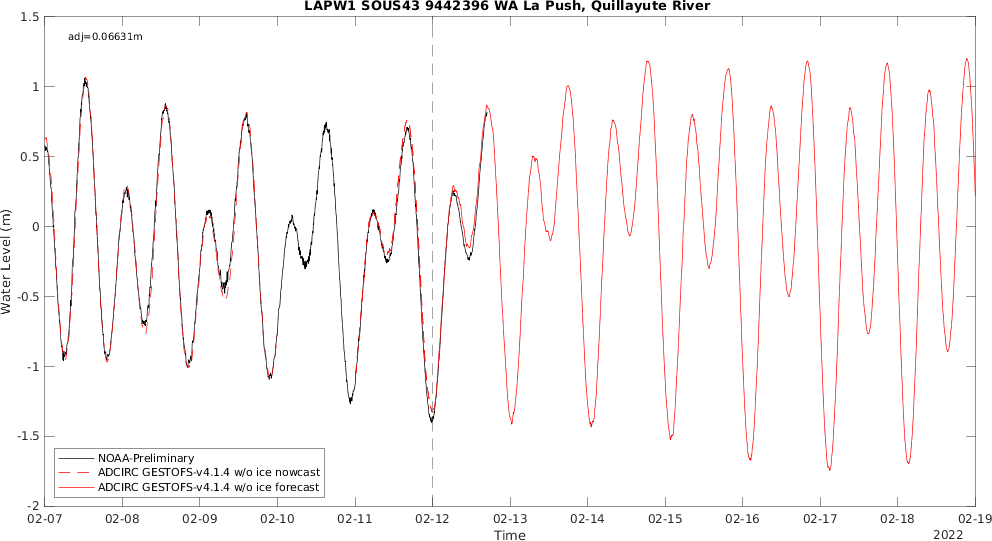 LAPW1 SOUS43 9442396 WA La Push, Quillayute River
adj=0.06631m
Water Level (m)
1.5
1
0.5
0
-0.5
-1
-1.5
-2
NOAA-Preliminary
ADCIRC GESTOFS-v4.1.4 w/o ice nowcast
ADCIRC GESTOFS-v4.1.4 w/o ice forecast
02-07 02-08 02-09 02-10 02-11 02-12 02-13 02-14 02-15 02-16 02-17 02-18 02-19
Time
2022